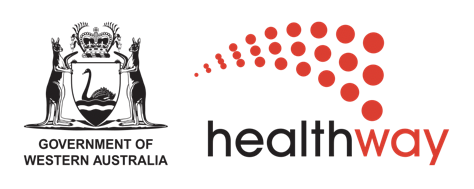 GOVERNMENT OF
WESTERN AUSTRALIA
healthway